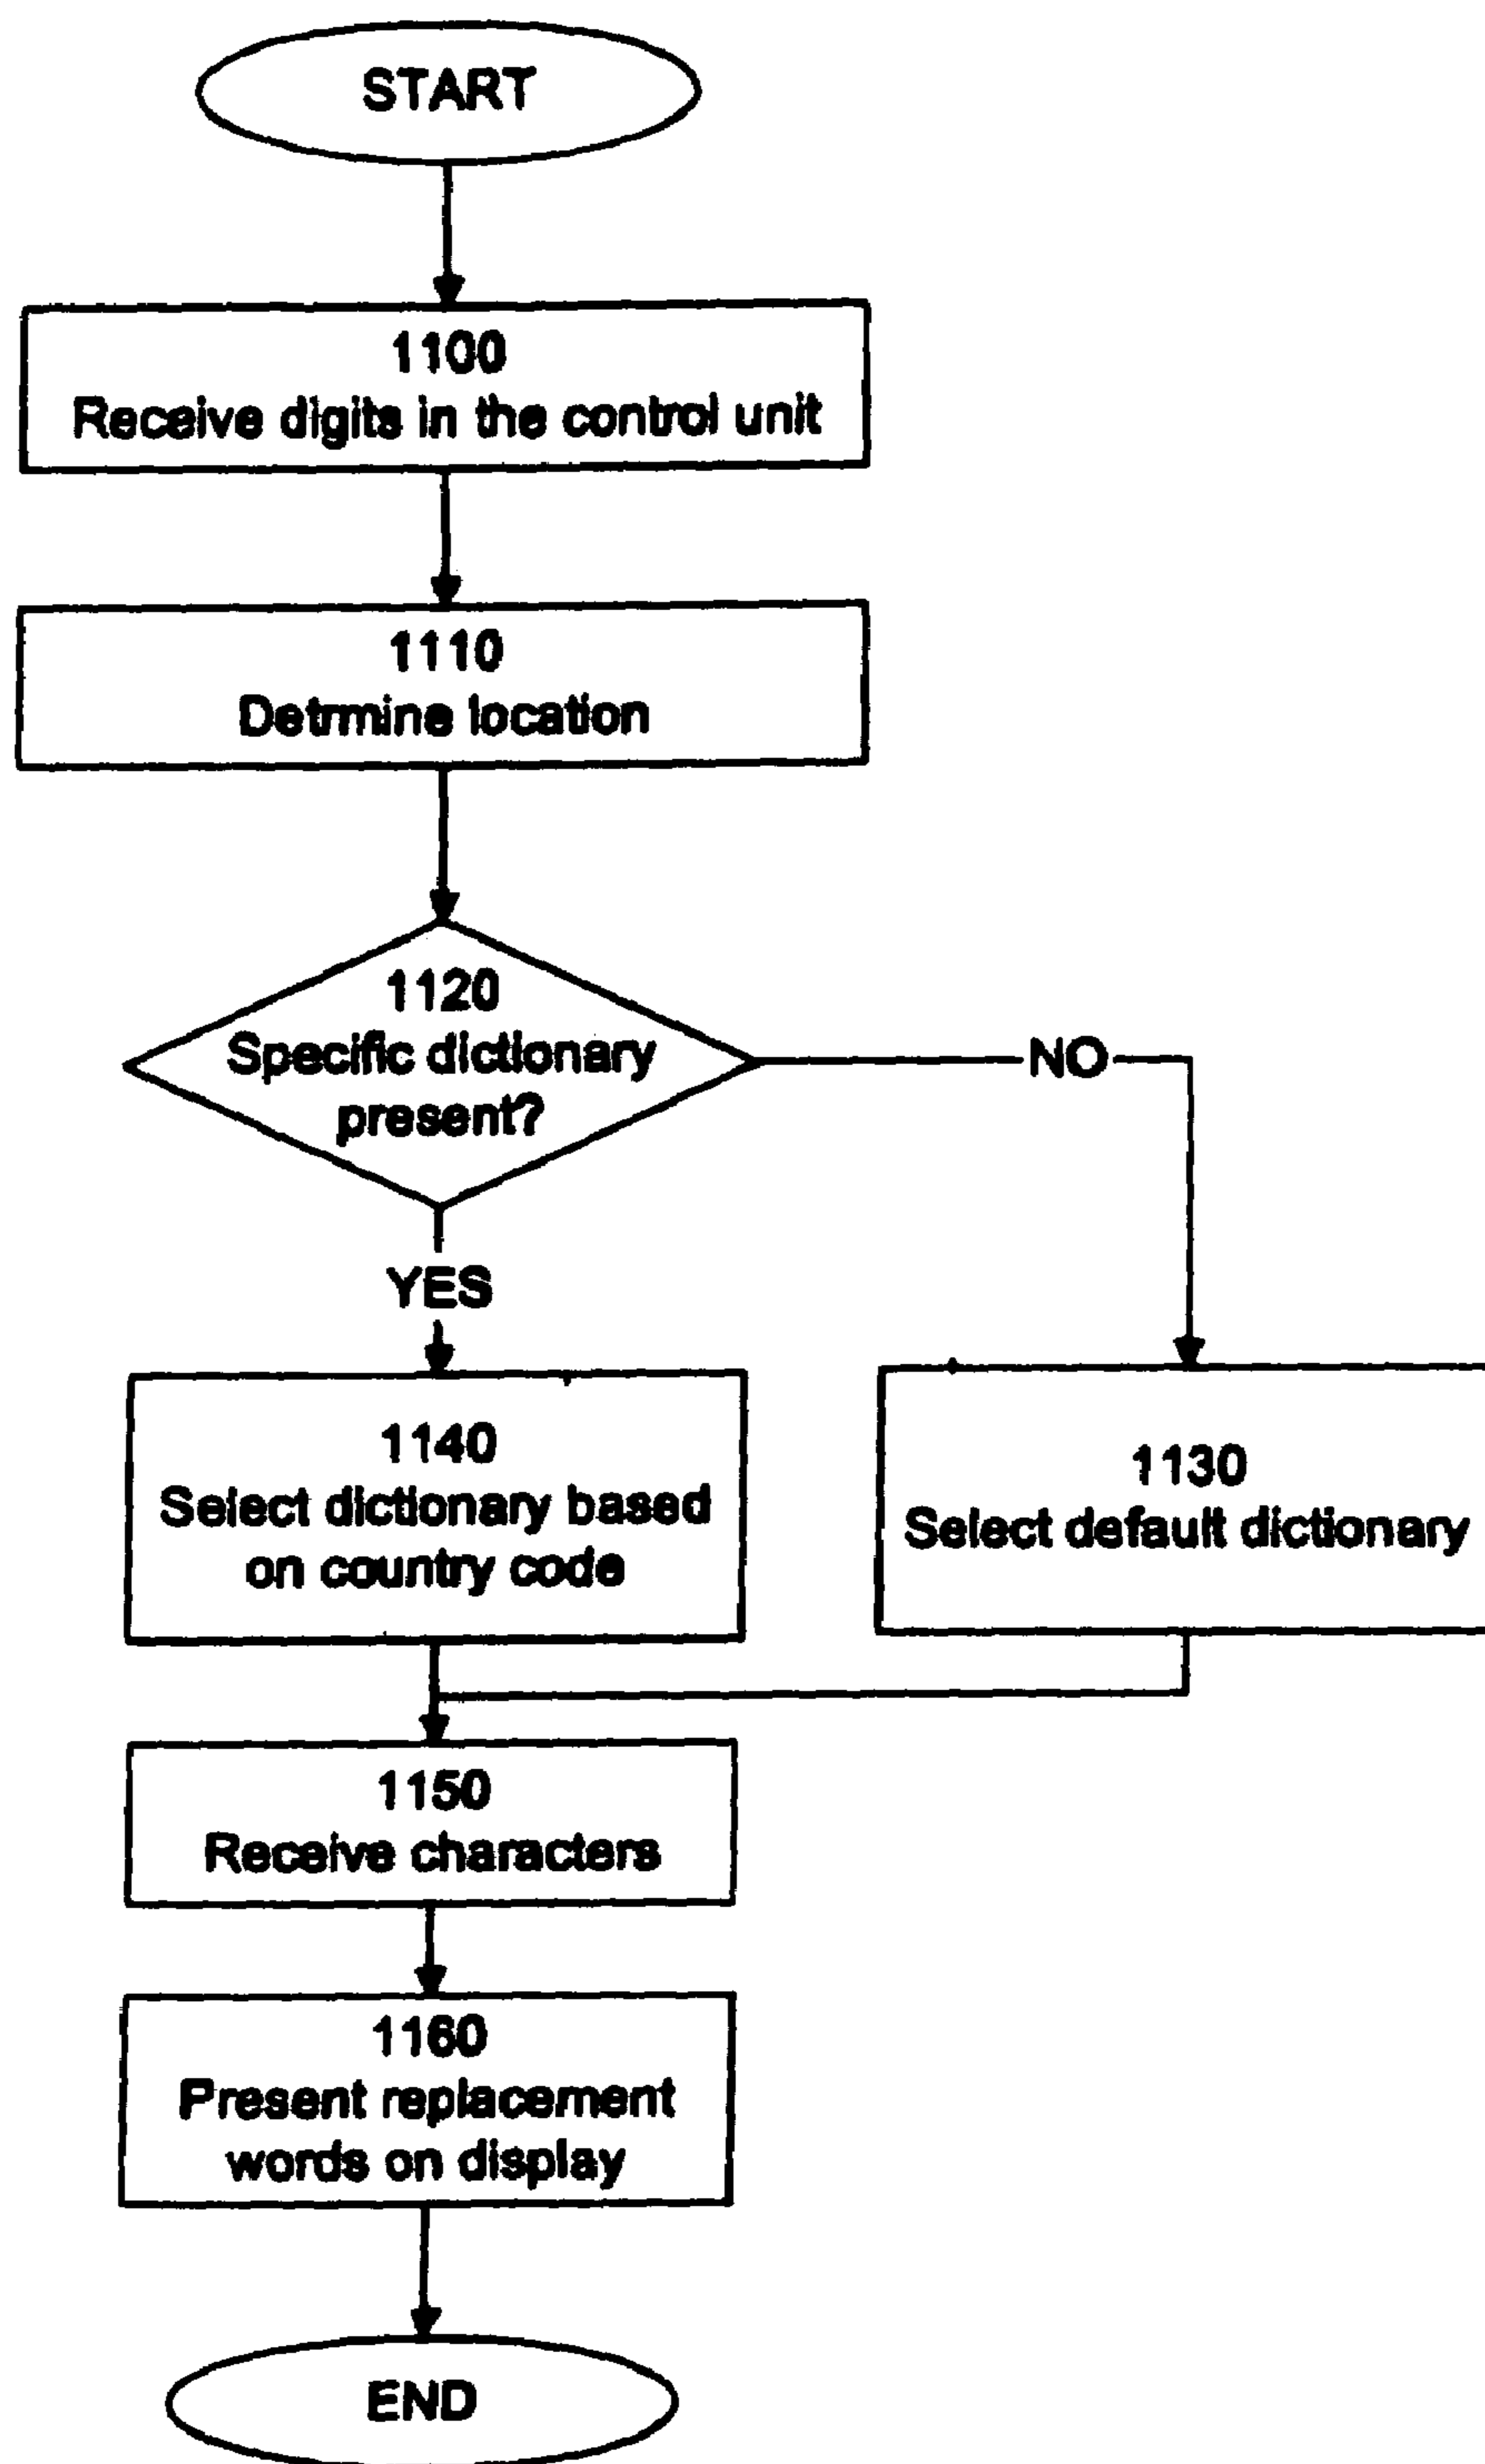 START
1100
Receive digits in the control unit
1110
Detrmine location
1120
Specific dictionary
present?
NO
YES
1140
Select dictionary based
on country code
1130
Select default dictionary
1150
Receive characters
1160
Present replacement
words on display
END